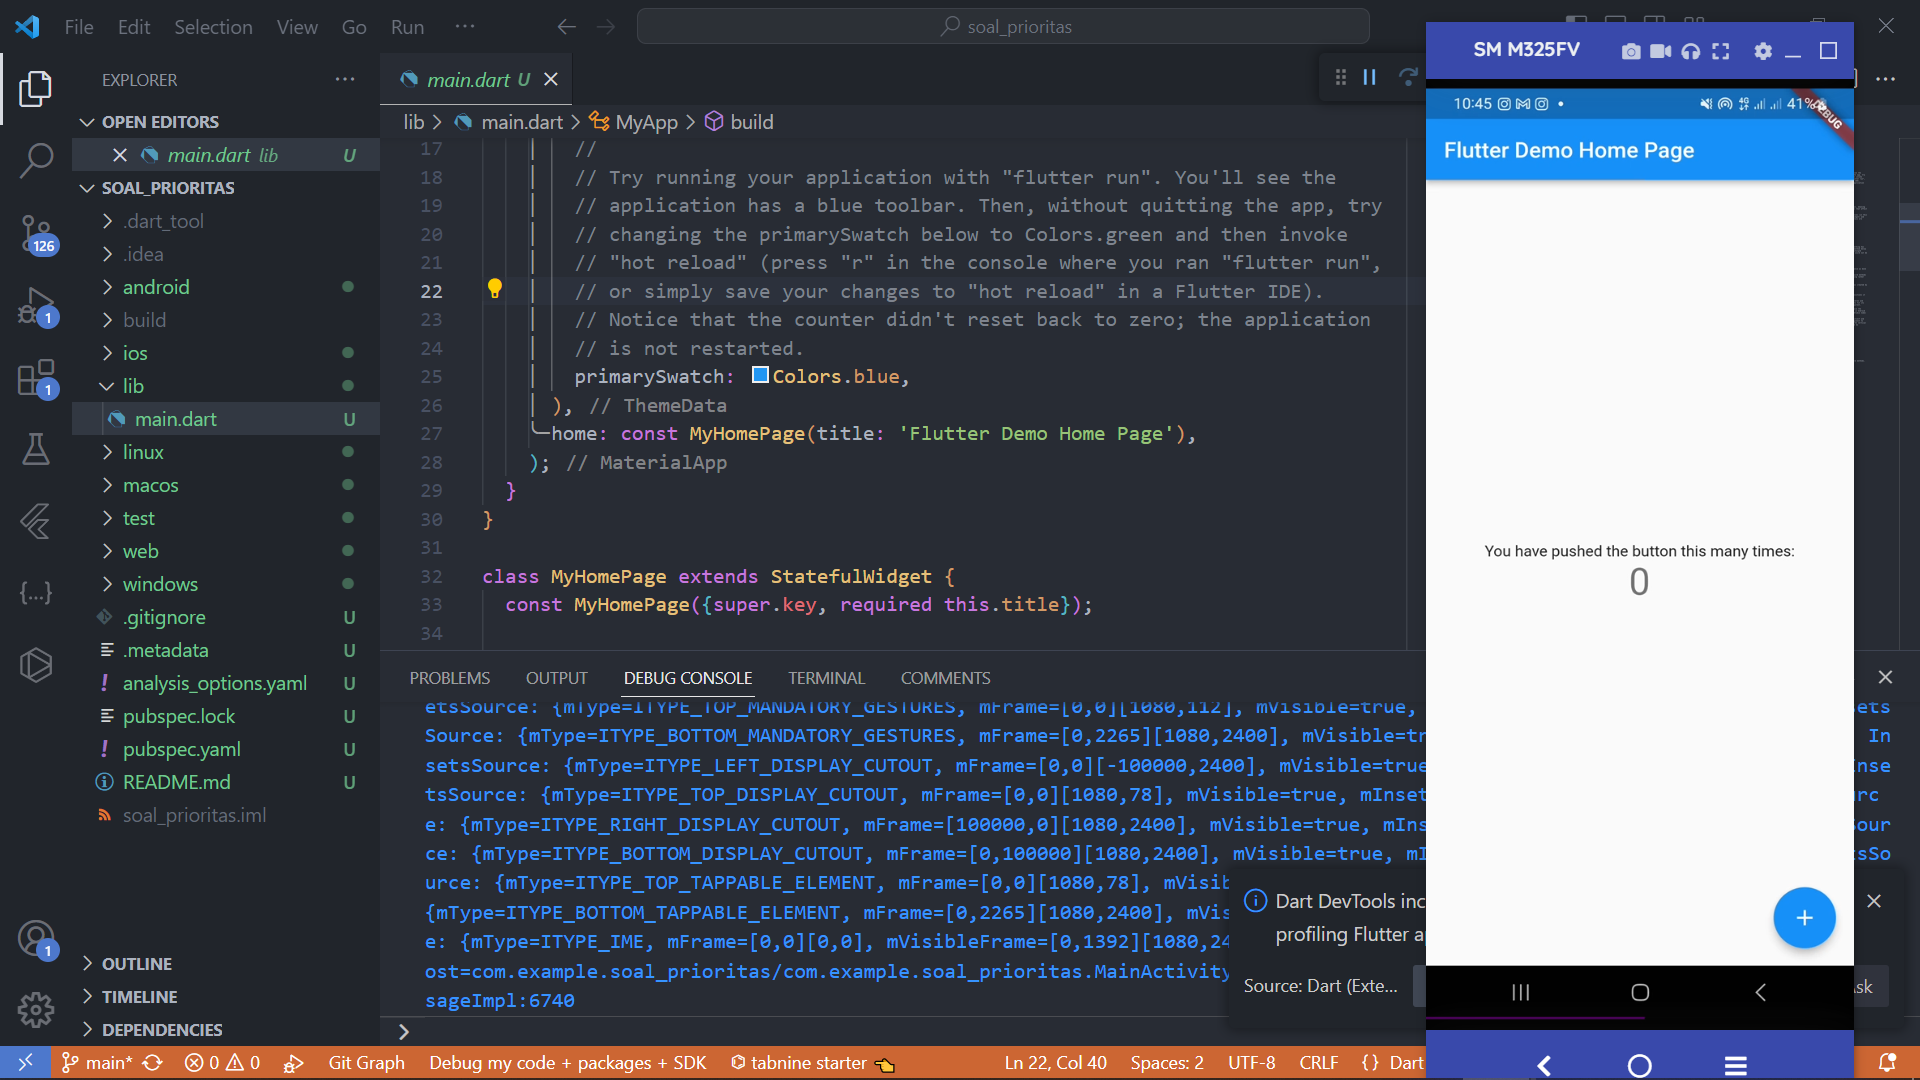 File Edit Selection View Go Run ···
soal_prioritas
EXPLORER
OPEN EDITORS
main.dart lib U
SOAL_PRIORITAS
.dart_tool
.idea
android
build
ios
lib
main.dart U
linux
macos
test
web
windows
.gitignore U
.metadata U
analysis_options.yaml U
pubspec.lock U
pubspec.yaml U
README.md U
soal_prioritas.iml
OUTLINE
TIMELINE
DEPENDENCIES
126
1
1
1
main.dart U
lib > main.dart > MyApp > build
17 //
18 // Try running your application with "flutter run". You'll see the
19 // application has a blue toolbar. Then, without quitting the app, try
20 // changing the primarySwatch below to Colors.green and then invoke
21 // "hot reload" (press "r" in the console where you ran "flutter run",
22 // or simply save your changes to "hot reload" in a Flutter IDE).
23 // Notice that the counter didn't reset back to zero; the application
24 // is not restarted.
25 primarySwatch: Colors.blue,
26 ), // ThemeData
27 home: const MyHomePage(title: 'Flutter Demo Home Page'),
28 ); // MaterialApp
29 }
30 }
31
32 class MyHomePage extends StatefulWidget {
33 const MyHomePage({super.key, required this.title});
34
PROBLEMS OUTPUT DEBUG CONSOLE TERMINAL COMMENTS
etsSource: {mType=ITYPE_TOP_MANDATORY_GESTURES, mFrame=[0,0][1080,112], mVisible=true, ets
Source: {mType=ITYPE_BOTTOM_MANDATORY_GESTURES, mFrame=[0,2265][1080,2400], mVisible=tr In
setsSource: {mType=ITYPE_LEFT_DISPLAY_CUTOUT, mFrame=[0,0][-100000,2400], mVisible=true nse
tsSource: {mType=ITYPE_TOP_DISPLAY_CUTOUT, mFrame=[0,0][1080,78], mVisible=true, mInset rc
e: {mType=ITYPE_RIGHT_DISPLAY_CUTOUT, mFrame=[100000,0][1080,2400], mVisible=true, mIns our
ce: {mType=ITYPE_BOTTOM_DISPLAY_CUTOUT, mFrame=[0,100000][1080,2400], mVisible=true, mI sSo
urce: {mType=ITYPE_TOP_TAPPABLE_ELEMENT, mFrame=[0,0][1080,78], mVisib
{mType=ITYPE_BOTTOM_TAPPABLE_ELEMENT, mFrame=[0,2265][1080,2400], mVis
e: {mType=ITYPE_IME, mFrame=[0,0][0,0], mVisibleFrame=[0,1392][1080,24
ost=com.example.soal_prioritas/com.example.soal_prioritas.MainActivity
sageImpl:6740
Dart DevTools inc
profiling Flutter a
Source: Dart (Exte...
sk
SM M325FV
10:45 41%
DEBUG
Flutter Demo Home Page
You have pushed the button this many times:
0
+
main* 0 0 Git Graph Debug my code + packages + SDK tabnine starter Ln 22, Col 40 Spaces: 2 UTF-8 CRLF {} Dart